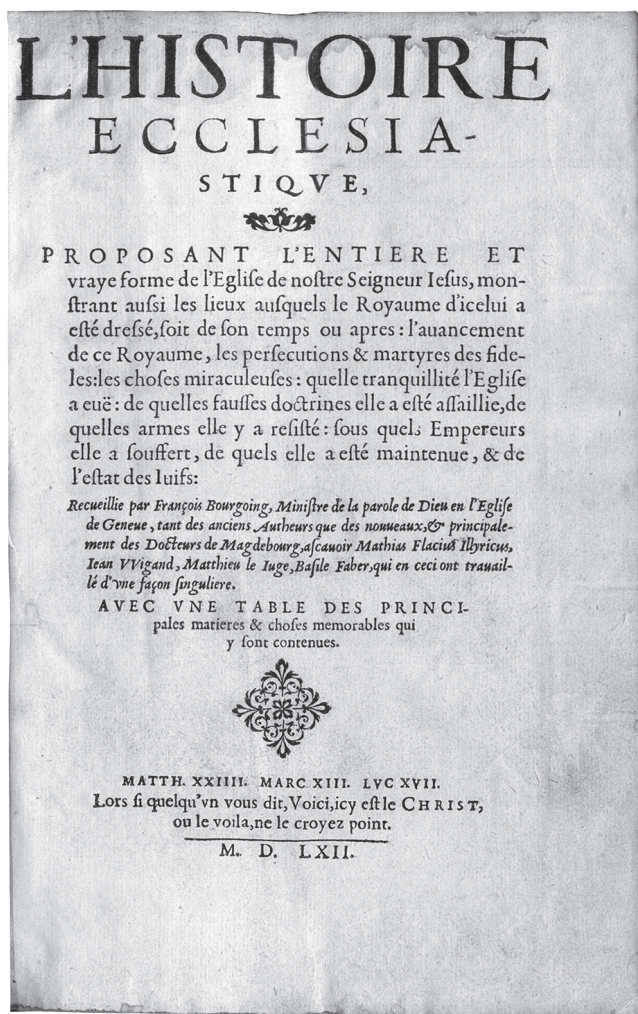 L'HISTOIRE
ECCLESIA-
STIQVE,
PROPOSANT L'ENTIERE ET
vraye forme de l'Egliſe de noſtre Seigneur Ieſus, mon-
ſtrant auſsi les lieux auſquels le Royaume d'icelui a
eſté dreſsé, ſoit de ſon temps ou apres: l'auancement
de ce Royaume, les perſecutions & martyres des fide-
les: les choſes miraculeuſes: quelle tranquillité l'Egliſe
a euë: de quelles fauſſes doctrines elle a eſté aſſaillie, de
quelles armes elle y a reſiſté: ſous quels Empereurs
elle a ſouffert, de quels elle a eſté maintenue, & de
l'eſtat des Iuifs:
Recueillie par François Bourgoing, Miniſtre de la parole de Dieu en l'Egliſe
de Geneue, tant des anciens Autheurs que des nouueaux, & principale-
ment des Docteurs de Magdebourg, aſcauoir Mathias Flacius Illyricus,
Iean VVigand, Matthieu le Iuge, Baſile Faber, qui en ceci ont trauail-
lé d'vne façon ſinguliere.
AVEC VNE TABLE DES PRINCI-
pales matieres & choſes memorables qui
y ſont contenues.
MATTH. XXIIII. MARC XIII. LVC XVII.
Lors ſi quelqu'vn vous dit, Voici, icy eſt le CHRIST,
ou le voila, ne le croyez point.
M. D. LXII.